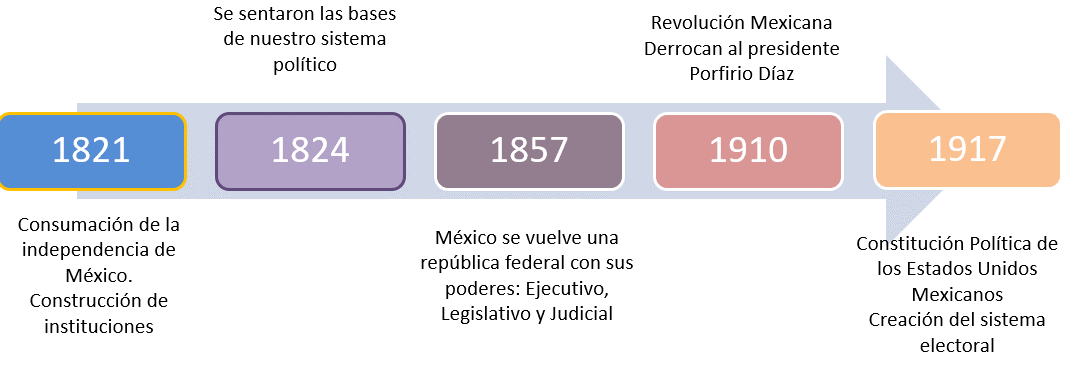 Se sentaron las bases
de nuestro sistema
político
Revolución Mexicana
Derrocan al presidente
Porfirio Díaz
1821
1824
1857
1910
1917
Consumación de la
independencia de
México.
Construcción de
instituciones
México se vuelve una
república federal con sus
poderes: Ejecutivo,
Legislativo y Judicial
Constitución Política de
los Estados Unidos
Mexicanos
Creación del sistema
electoral